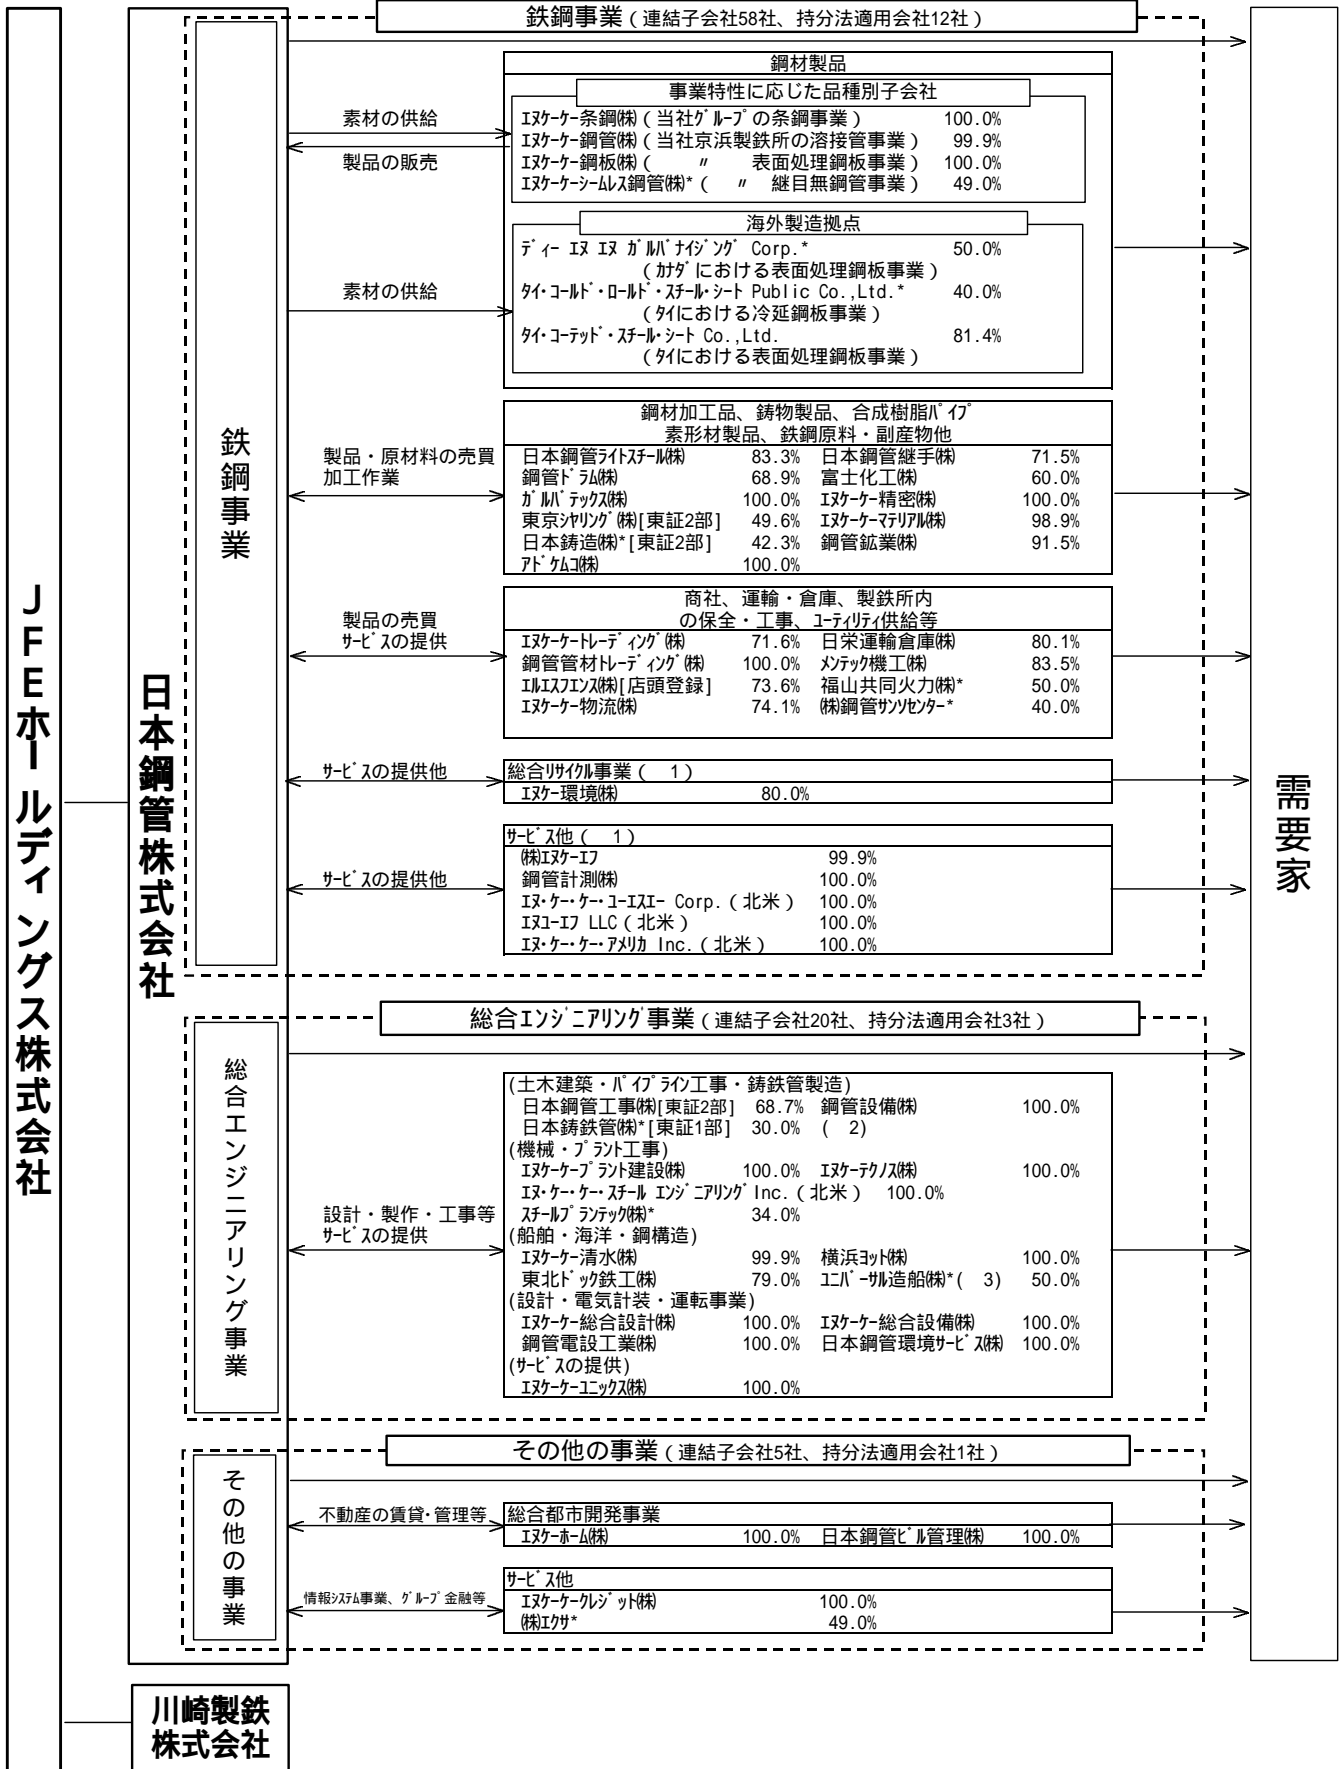 鉄鋼事業（連結子会社58社、持分法適用会社12社）
JFEホールディングス株式会社
日本鋼管株式会社
川崎製鉄
株式会社
需要家
鉄鋼事業
鋼材製品
事業特性に応じた品種別子会社
素材の供給
製品の販売
ｴﾇｹｰｹｰ条鋼㈱（当社ｸﾞﾙｰﾌﾟの条鋼事業） 100.0%
ｴﾇｹｰｹｰ鋼管㈱（当社京浜製鉄所の溶接管事業） 99.9%
ｴﾇｹｰｹｰ鋼板㈱（ 〃 表面処理鋼板事業） 100.0%
ｴﾇｹｰｹｰｼｰﾑﾚｽ鋼管㈱*（ 〃 継目無鋼管事業） 49.0%
海外製造拠点
素材の供給
ﾃﾞｨｰ ｴﾇ ｴﾇ ｶﾞﾙﾊﾞﾅｲｼﾞﾝｸﾞ Corp.* 50.0%
（ｶﾅﾀﾞにおける表面処理鋼板事業）
ﾀｲ･ｺｰﾙﾄﾞ･ﾛｰﾙﾄﾞ･ｽﾁｰﾙ･ｼｰﾄ Public Co.,Ltd.* 40.0%
（ﾀｲにおける冷延鋼板事業）
ﾀｲ･ｺｰﾃｯﾄﾞ･ｽﾁｰﾙ･ｼｰﾄ Co.,Ltd. 81.4%
（ﾀｲにおける表面処理鋼板事業）
製品・原材料の売買
加工作業
鋼材加工品、鋳物製品、合成樹脂ﾊﾟｲﾌﾟ
素形材製品、鉄鋼原料・副産物他
日本鋼管ﾗｲﾄｽﾁｰﾙ㈱ 83.3% 日本鋼管継手㈱ 71.5%
鋼管ﾄﾞﾗﾑ㈱ 68.9% 富士化工㈱ 60.0%
ｶﾞﾙﾊﾞﾃｯｸｽ㈱ 100.0% ｴﾇｹｰｹｰ精密㈱ 100.0%
東京ｼﾔﾘﾝｸﾞ㈱[東証2部] 49.6% ｴﾇｹｰｹｰﾏﾃﾘｱﾙ㈱ 98.9%
日本鋳造㈱*[東証2部] 42.3% 鋼管鉱業㈱ 91.5%
ｱﾄﾞｹﾑｺ㈱ 100.0%
製品の売買
ｻｰﾋﾞｽの提供
商社、運輸・倉庫、製鉄所内
の保全・工事、ﾕｰﾃｨﾘﾃｨ供給等
ｴﾇｹｰｹｰﾄﾚｰﾃﾞｨﾝｸﾞ㈱ 71.6% 日栄運輸倉庫㈱ 80.1%
鋼管管材ﾄﾚｰﾃﾞｨﾝｸﾞ㈱ 100.0% ﾒﾝﾃｯｸ機工㈱ 83.5%
ｴﾙｴｽﾌｴﾝｽ㈱[店頭登録] 73.6% 福山共同火力㈱* 50.0%
ｴﾇｹｰｹｰ物流㈱ 74.1% ㈱鋼管ｻﾝｿｾﾝﾀｰ* 40.0%
ｻｰﾋﾞｽの提供他
総合ﾘｻｲｸﾙ事業（ 1）
ｴﾇｹｰ環境㈱ 80.0%
ｻｰﾋﾞｽの提供他
ｻｰﾋﾞｽ他（ 1）
㈱ｴﾇｹｰｴﾌ 99.9%
鋼管計測㈱ 100.0%
ｴﾇ･ｹｰ･ｹｰ･ﾕｰｴｽｴｰ Corp.（北米） 100.0%
ｴﾇﾕｰｴﾌ LLC（北米） 100.0%
ｴﾇ･ｹｰ･ｹｰ･ｱﾒﾘｶ Inc.（北米） 100.0%
総合ｴﾝｼﾞﾆｱﾘﾝｸﾞ事業（連結子会社20社、持分法適用会社3社）
総合エンジニアリング事業
設計・製作・工事等
ｻｰﾋﾞｽの提供
(土木建築・ﾊﾟｲﾌﾟﾗｲﾝ工事・鋳鉄管製造)
日本鋼管工事㈱[東証2部] 68.7% 鋼管設備㈱ 100.0%
日本鋳鉄管㈱*[東証1部] 30.0% ( 2)
(機械・ﾌﾟﾗﾝﾄ工事)
ｴﾇｹｰｹｰﾌﾟﾗﾝﾄ建設㈱ 100.0% ｴﾇｹｰﾃｸﾉｽ㈱ 100.0%
ｴﾇ･ｹｰ･ｹｰ･ｽﾁｰﾙ ｴﾝｼﾞﾆｱﾘﾝｸﾞ Inc.（北米） 100.0%
ｽﾁｰﾙﾌﾟﾗﾝﾃｯｸ㈱* 34.0%
(船舶・海洋・鋼構造)
ｴﾇｹｰｹｰ清水㈱ 99.9% 横浜ﾖｯﾄ㈱ 100.0%
東北ﾄﾞｯｸ鉄工㈱ 79.0% ﾕﾆﾊﾞｰｻﾙ造船㈱*( 3) 50.0%
(設計・電気計装・運転事業)
ｴﾇｹｰｹｰ総合設計㈱ 100.0% ｴﾇｹｰｹｰ総合設備㈱ 100.0%
鋼管電設工業㈱ 100.0% 日本鋼管環境ｻｰﾋﾞｽ㈱ 100.0%
(ｻｰﾋﾞｽの提供)
ｴﾇｹｰｹｰﾕﾆｯｸｽ㈱ 100.0%
その他の事業（連結子会社5社、持分法適用会社1社）
その他の事業
不動産の賃貸･管理等
総合都市開発事業
ｴﾇｹｰﾎｰﾑ㈱ 100.0% 日本鋼管ﾋﾞﾙ管理㈱ 100.0%
情報ｼｽﾃﾑ事業、ｸﾞﾙｰﾌﾟ金融等
ｻｰﾋﾞｽ他
ｴﾇｹｰｹｰｸﾚｼﾞｯﾄ㈱ 100.0%
㈱ｴｸｻ* 49.0%